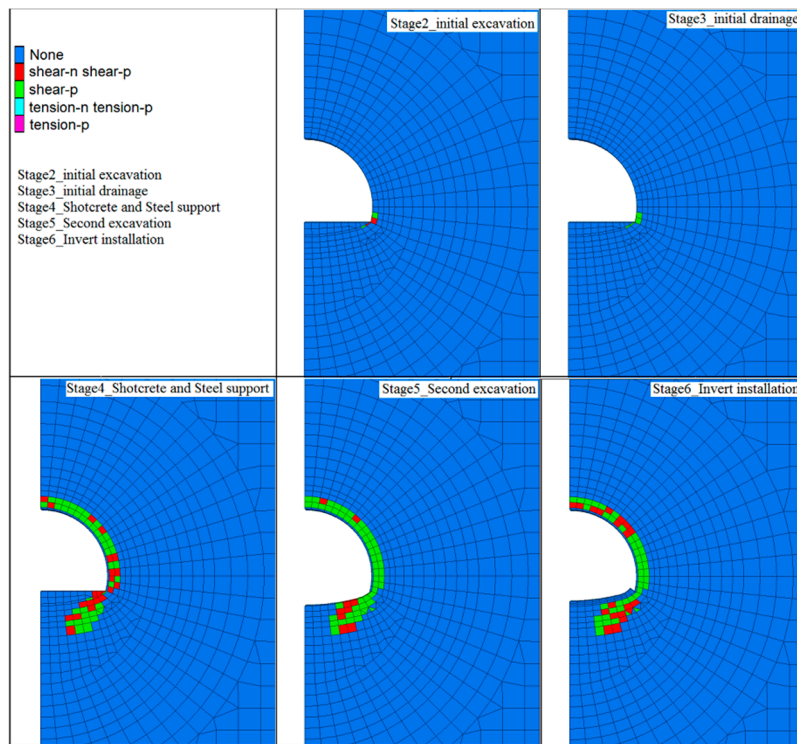 Stage2_initial excavation
Stage3_initial drainage
None
shear-n shear-p
shear-p
tension-n tension-p
tension-p
Stage2_initial excavation
Stage3_initial drainage
Stage4_Shotcrete and Steel support
Stage5_Second excavation
Stage6_Invert installation
Stage4_Shotcrete and Steel support
Stage5_Second excavation
Stage6_Invert installation